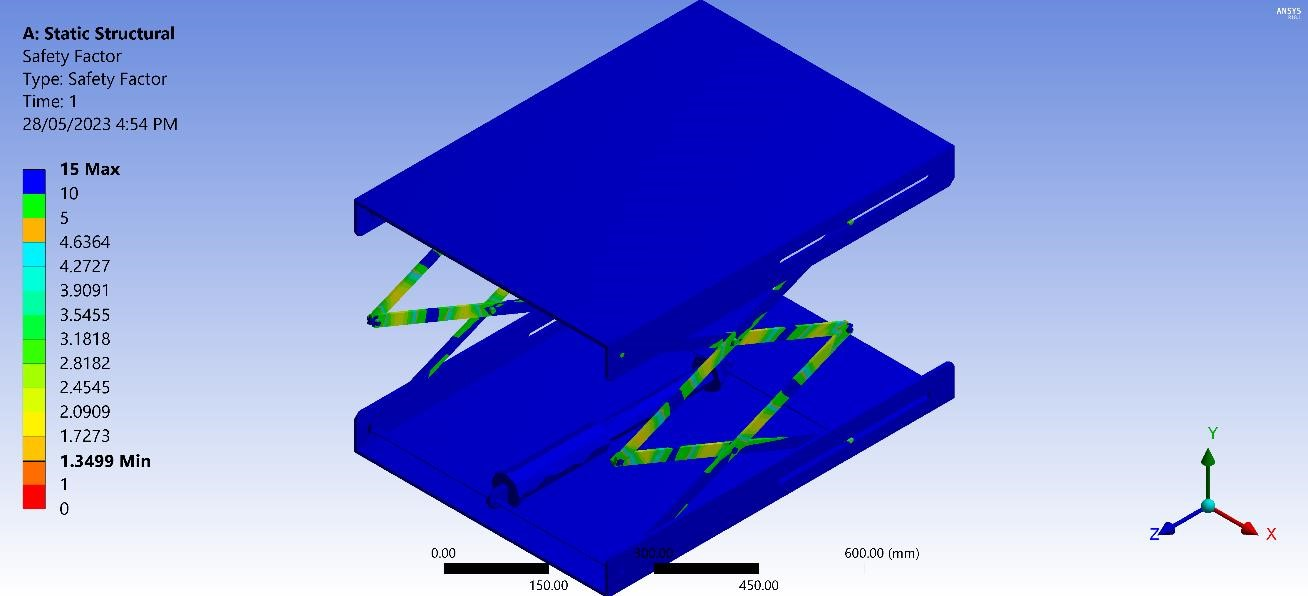 A: Static Structural
Safety Factor
Type: Safety Factor
Time: 1
28/05/2023 4:54 PM
15 Max
10
5
4.6364
4.2727
3.9091
3.5455
3.1818
2.8182
2.4545
2.0909
1.7273
1.3499 Min
1
0
ANSYS
Y
Z
X
0.00
300.00
600.00 (mm)
150.00
450.00